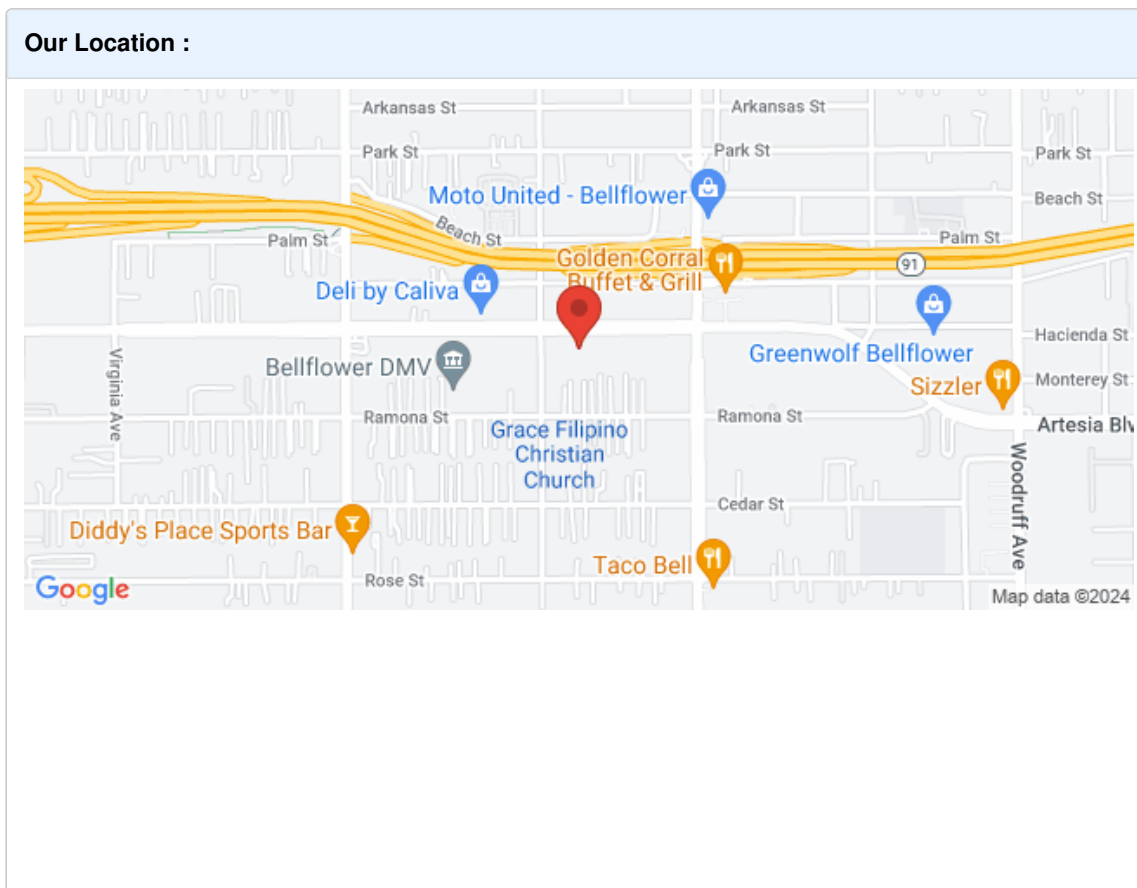 Our Location :
Arkansas St
Arkansas St
Park St
Park St
Park St
Moto United - Bellflower
Beach St
Beach St
Palm St
Palm St
Golden Corral
Buffet & Grill
91
Deli by Caliva
Hacienda St
Greenwolf Bellflower
Bellflower DMV
Virginia Ave
Sizzler
Monterey St
Ramona St
Ramona St
Artesia Blv
Grace Filipino
Christian
Church
Woodruff Ave
Cedar St
Diddy's Place Sports Bar
Taco Bell
Rose St
Google
Map data ©2024